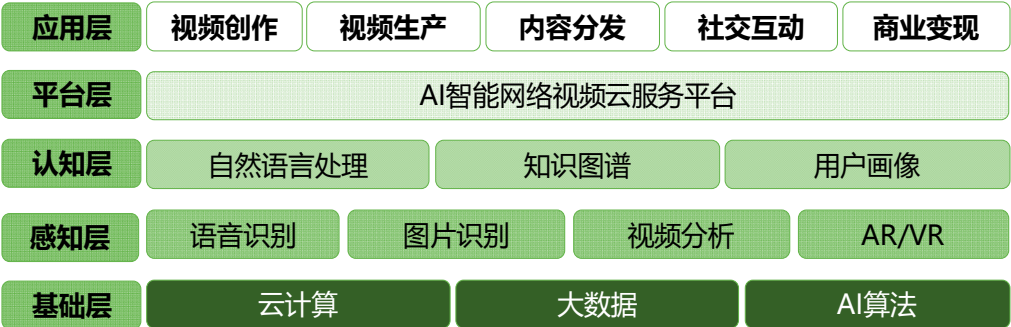 应用层 视频创作 视频生产 内容分发 社交互动 商业变现
平台层 AI智能网络视频云服务平台
认知层 自然语言处理 知识图谱 用户画像
感知层 语音识别 图片识别 视频分析 AR/VR
基础层 云计算 大数据 AI算法